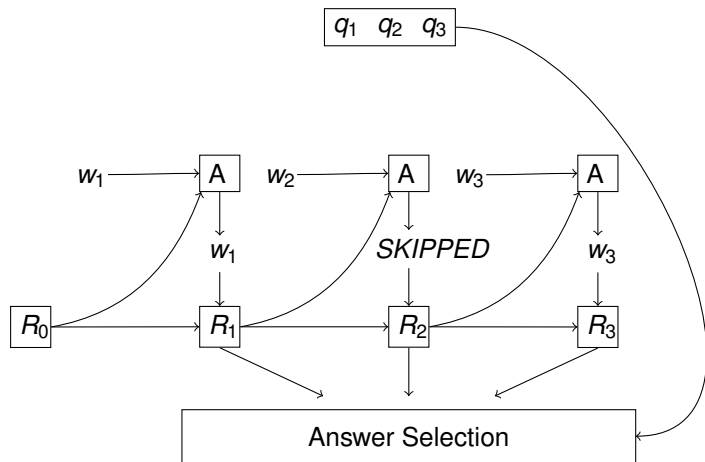 q1 q2 q3
w1 A w2 A w3 A
w1 SKIPPED w3
R0 R1 R2 R3
Answer Selection